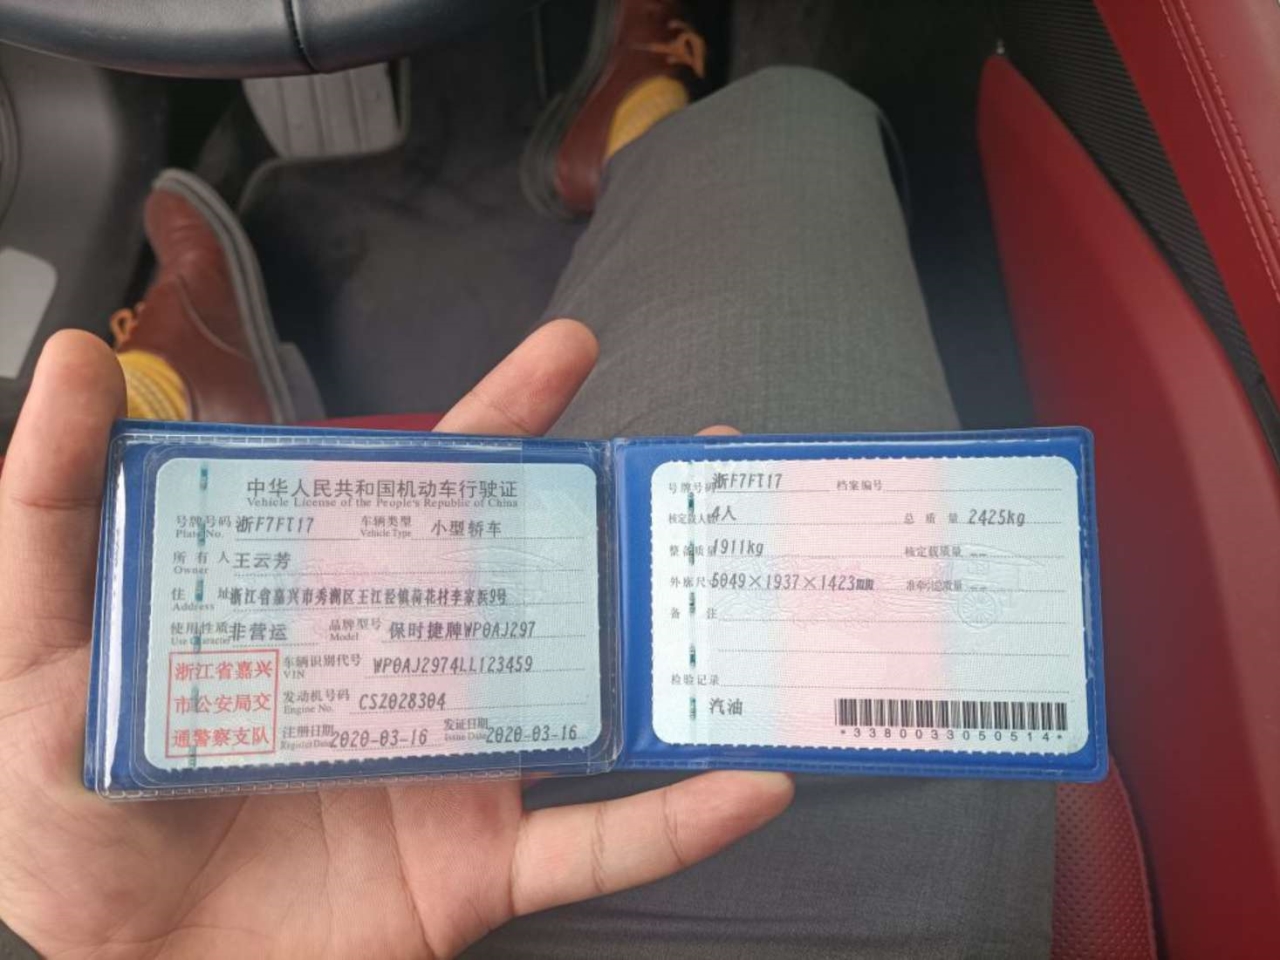 中华人民共和国机动车行驶证
Vehicle License of the People's Republic of China
号牌号码 浙F7FT17 车辆类型 小型轿车
Plate No. Vehicle Type
所有人 王云芳
Owner
住址 浙江省嘉兴市秀洲区王江泾镇荷花村李家浜9号
Address
使用性质 非营运 品牌型号 保时捷牌WP0AJ297
Use Character Model
浙江省嘉兴
市公安局交
通警察支队
车辆识别代号 WP0AJ2974LL123459
VIN
发动机号码 CSZ028304
Engine No.
注册日期 2020-03-16 发证日期 2020-03-16
Register Date Issue Date
号牌号码 浙F7FT17 档案编号
核定载人数 4人 总质量 2425kg
整备质量 1911kg 核定载质量 --
外廓尺寸 5049×1937×1423mm 准牵引总质量 --
备注
检验记录
汽油
*3380033050514*